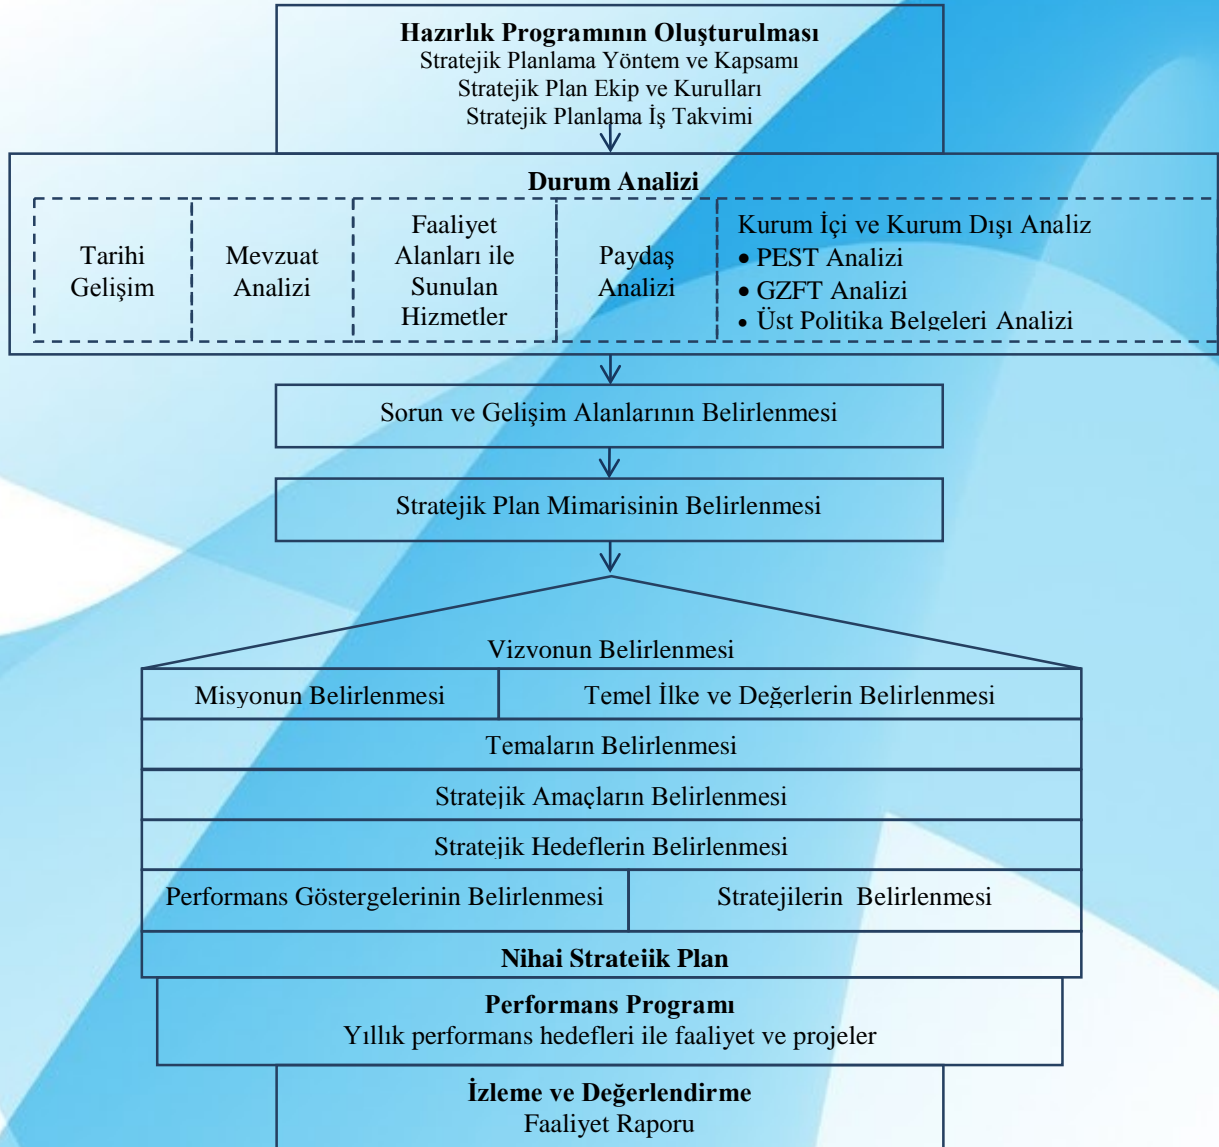 Hazırlık Programının Oluşturulması
Stratejik Planlama Yöntem ve Kapsamı
Stratejik Plan Ekip ve Kurulları
Stratejik Planlama İş Takvimi
Durum Analizi
Tarihi
Gelişim
Mevzuat
Analizi
Faaliyet
Alanları ile
Sunulan
Hizmetler
Paydaş
Analizi
Kurum İçi ve Kurum Dışı Analiz
• PEST Analizi
• GZFT Analizi
• Üst Politika Belgeleri Analizi
Sorun ve Gelişim Alanlarının Belirlenmesi
Stratejik Plan Mimarisinin Belirlenmesi
Vizyonun Belirlenmesi
Misyonun Belirlenmesi
Temel İlke ve Değerlerin Belirlenmesi
Temaların Belirlenmesi
Stratejik Amaçların Belirlenmesi
Stratejik Hedeflerin Belirlenmesi
Performans Göstergelerinin Belirlenmesi
Stratejilerin Belirlenmesi
Nihai Stratejik Plan
Performans Programı
Yıllık performans hedefleri ile faaliyet ve projeler
İzleme ve Değerlendirme
Faaliyet Raporu